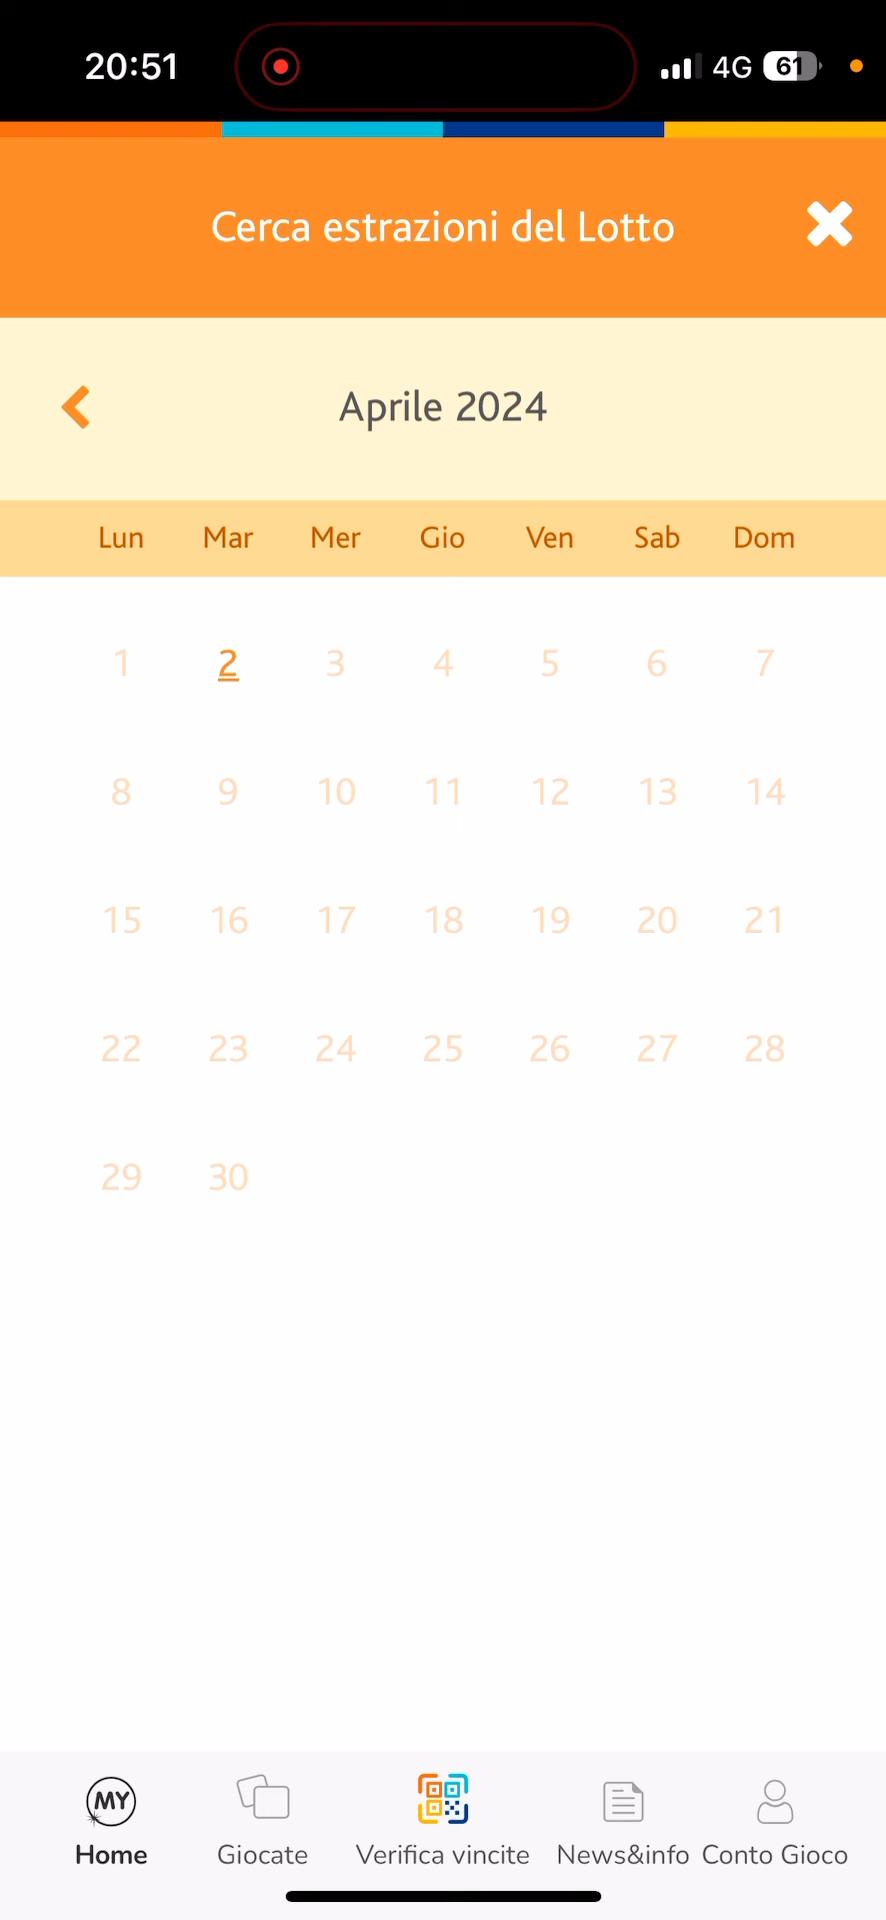 20:51 4G 61
Cerca estrazioni del Lotto
Aprile 2024
Lun Mar Mer Gio Ven Sab Dom
1 2 3 4 5 6 7
8 9 10 11 12 13 14
15 16 17 18 19 20 21
22 23 24 25 26 27 28
29 30
MY
Home Giocate Verifica vincite News&info Conto Gioco